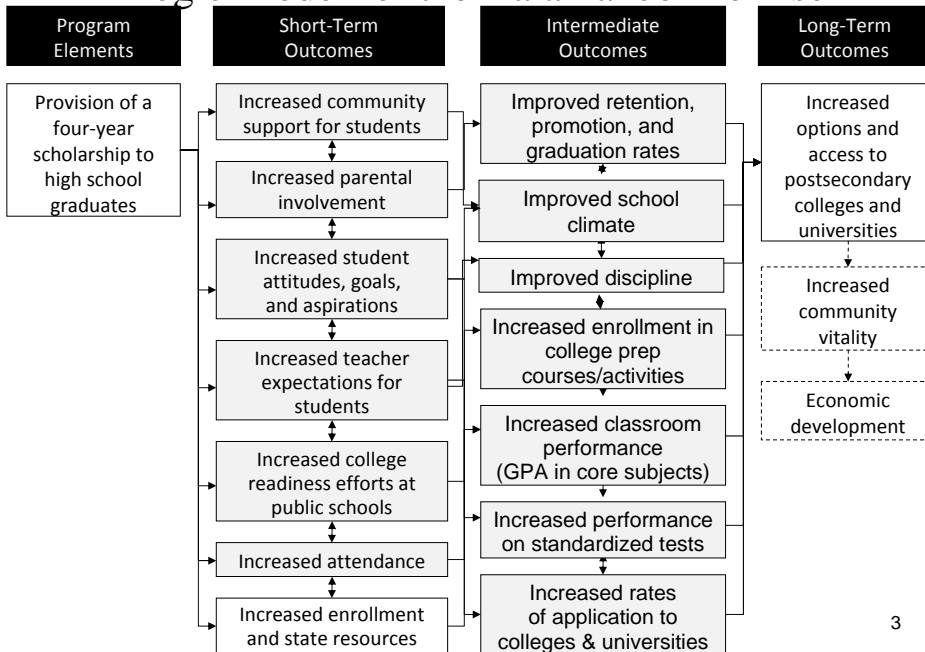 Program
Elements
Short-Term
Outcomes
Intermediate
Outcomes
Long-Term
Outcomes
Provision of a
four-year
scholarship to
high school
graduates
Increased community
support for students
Increased parental
involvement
Increased student
attitudes, goals,
and aspirations
Increased teacher
expectations for
students
Increased college
readiness efforts at
public schools
Increased attendance
Increased enrollment
and state resources
Improved retention,
promotion, and
graduation rates
Improved school
climate
Improved discipline
Increased enrollment in
college prep
courses/activities
Increased classroom
performance
(GPA in core subjects)
Increased performance
on standardized tests
Increased rates
of application to
colleges & universities
Increased
options and
access to
postsecondary
colleges and
universities
Increased
community
vitality
Economic
development
3